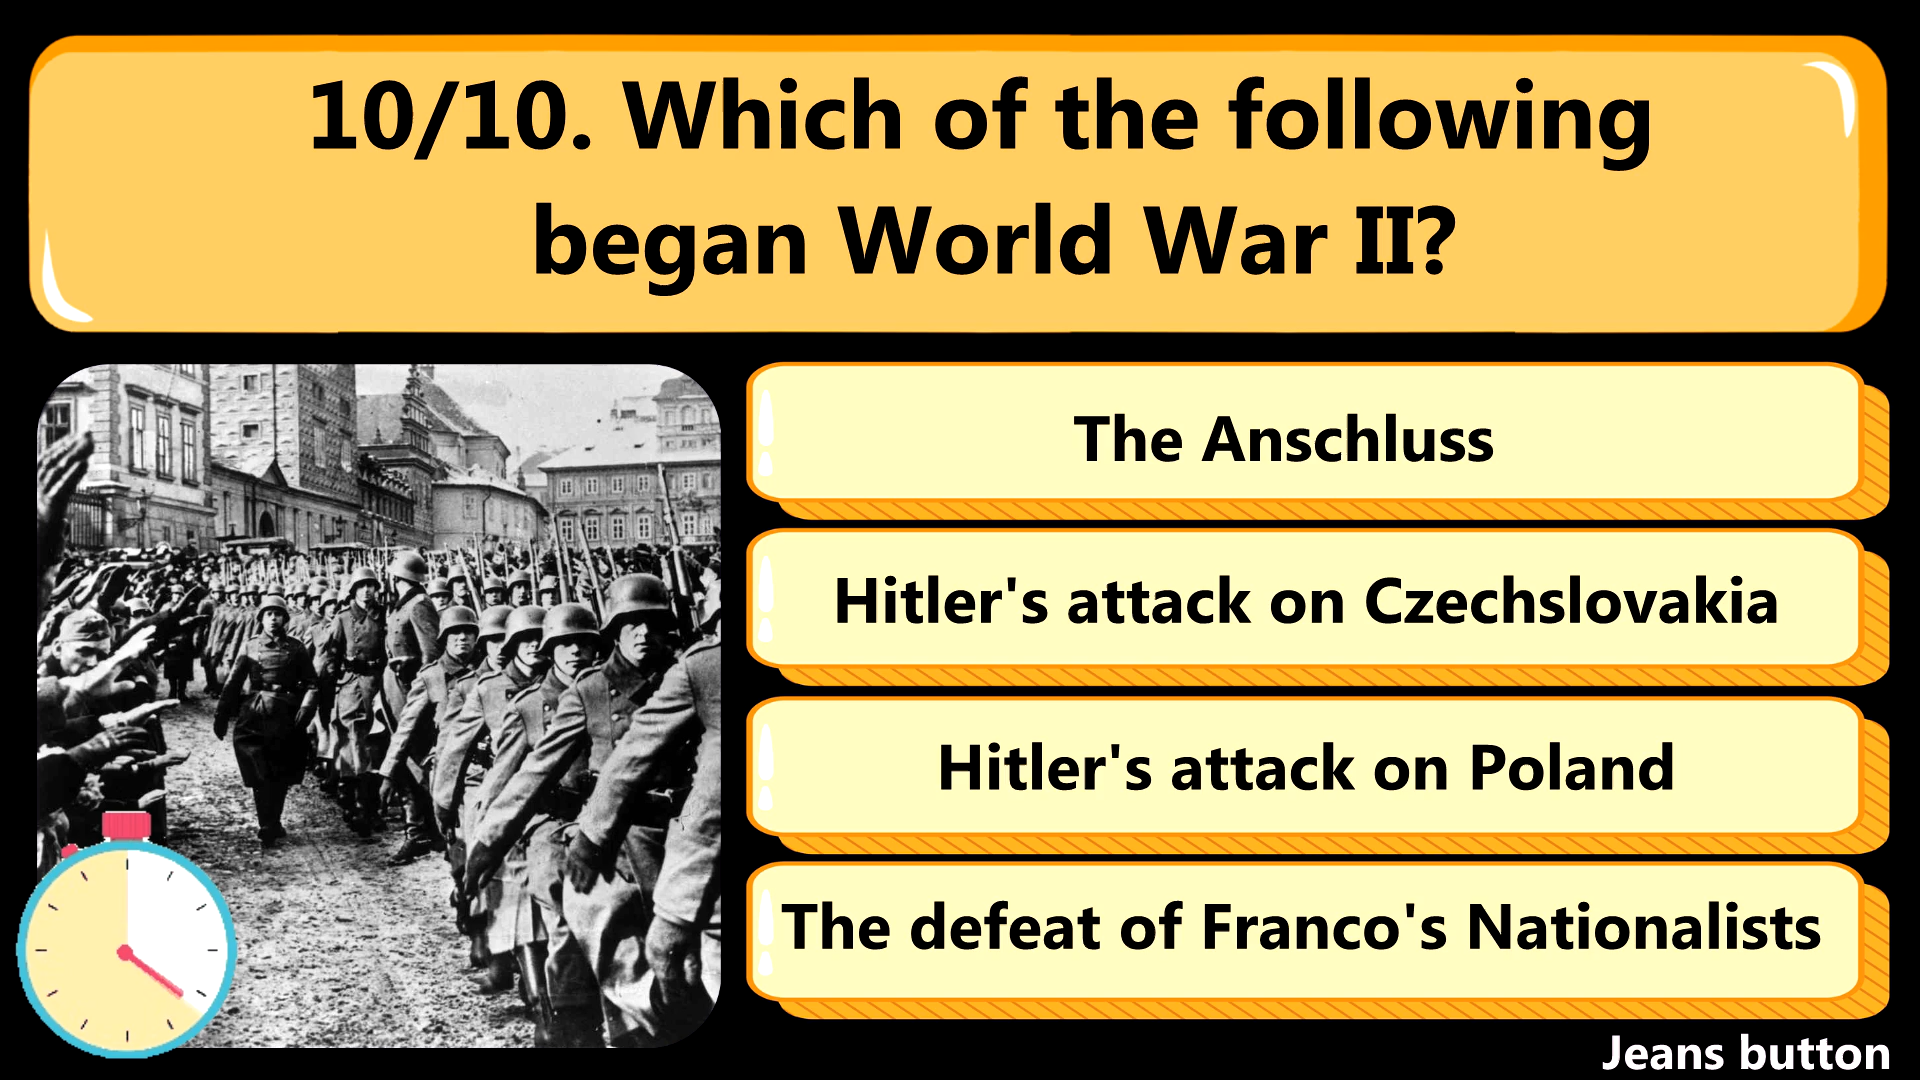 10/10. Which of the following
began World War II?
The Anschluss
Hitler's attack on Czechslovakia
Hitler's attack on Poland
The defeat of Franco's Nationalists
Jeans button